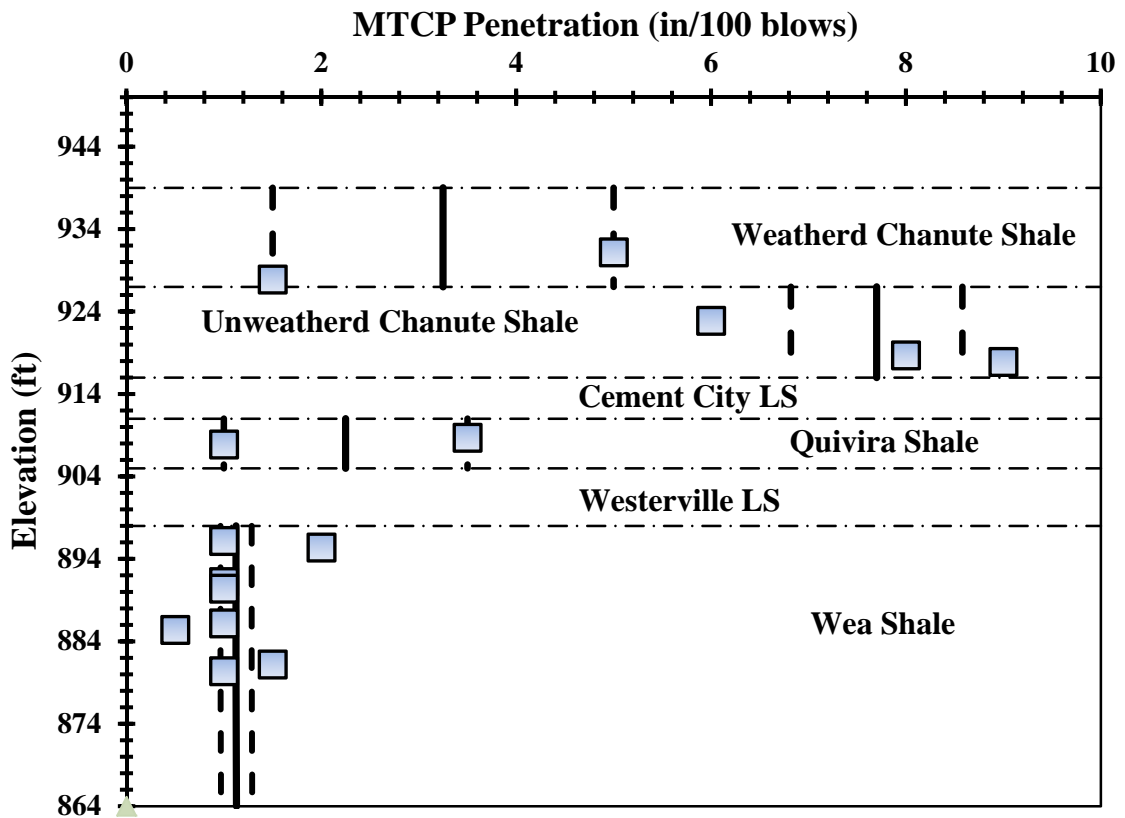 MTCP Penetration (in/100 blows)
0 2 4 6 8 10
944
934
924
914
904
894
884
874
864
Elevation (ft)
Weatherd Chanute Shale
Unweatherd Chanute Shale
Cement City LS
Quivira Shale
Westerville LS
Wea Shale